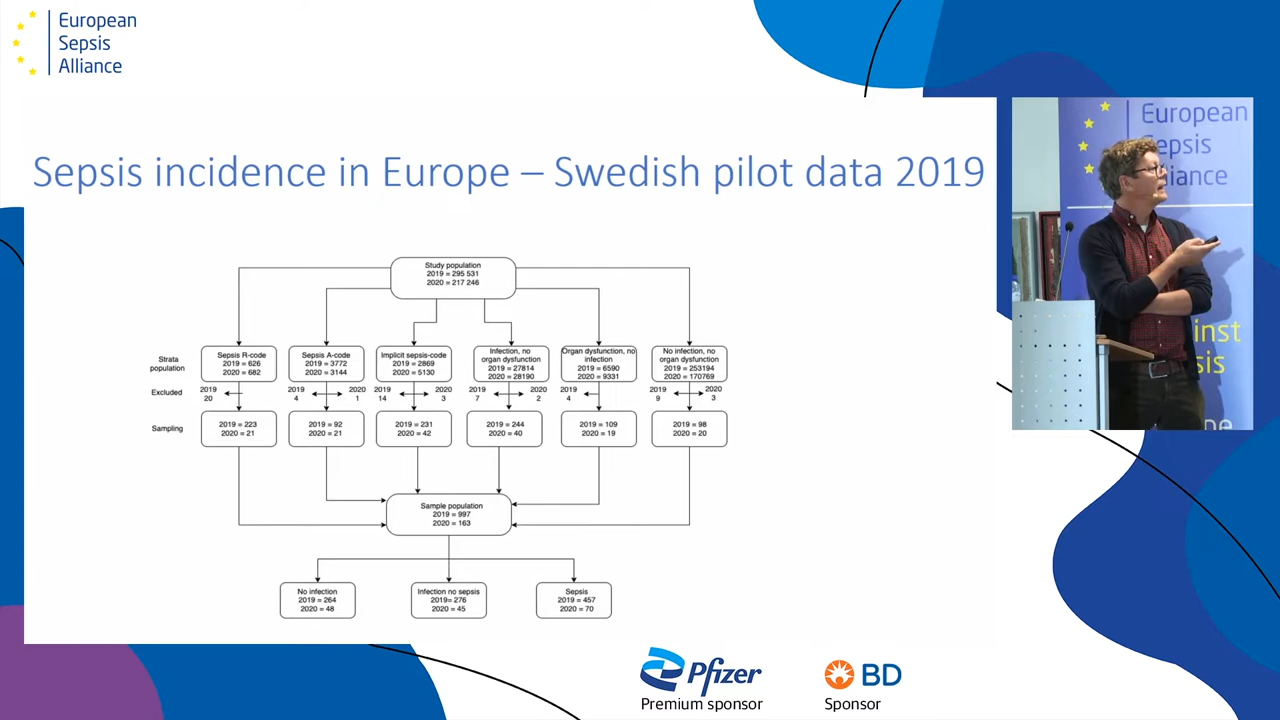 European
Sepsis
Alliance
Sepsis incidence in Europe – Swedish pilot data 2019
Study population
2019 = 295 531
2020 = 217 246
Strata
population
Sepsis R-code
2019 = 626
2020 = 682
Sepsis A-code
2019 = 3772
2020 = 3144
Implicit sepsis-code
2019 = 2869
2020 = 5130
Infection, no
organ dysfunction
2019 = 27814
2020 = 28190
Organ dysfunction, no
infection
2019 = 6590
2020 = 9331
No infection, no
organ dysfunction
2019 = 253194
2020 = 170769
Excluded
2019
20
2019
4
2020
1
2019
14
2020
3
2019
7
2020
2
2019
4
2019
9
2020
3
Sampling
2019 = 223
2020 = 21
2019 = 92
2020 = 21
2019 = 231
2020 = 42
2019 = 244
2020 = 40
2019 = 109
2020 = 19
2019 = 98
2020 = 20
Sample population
2019 = 997
2020 = 163
No infection
2019 = 264
2020 = 48
Infection no sepsis
2019= 276
2020 = 45
Sepsis
2019 = 457
2020 = 70
European
epsis
liance
inst
sis
pe
Pfizer
Premium sponsor
BD
Sponsor